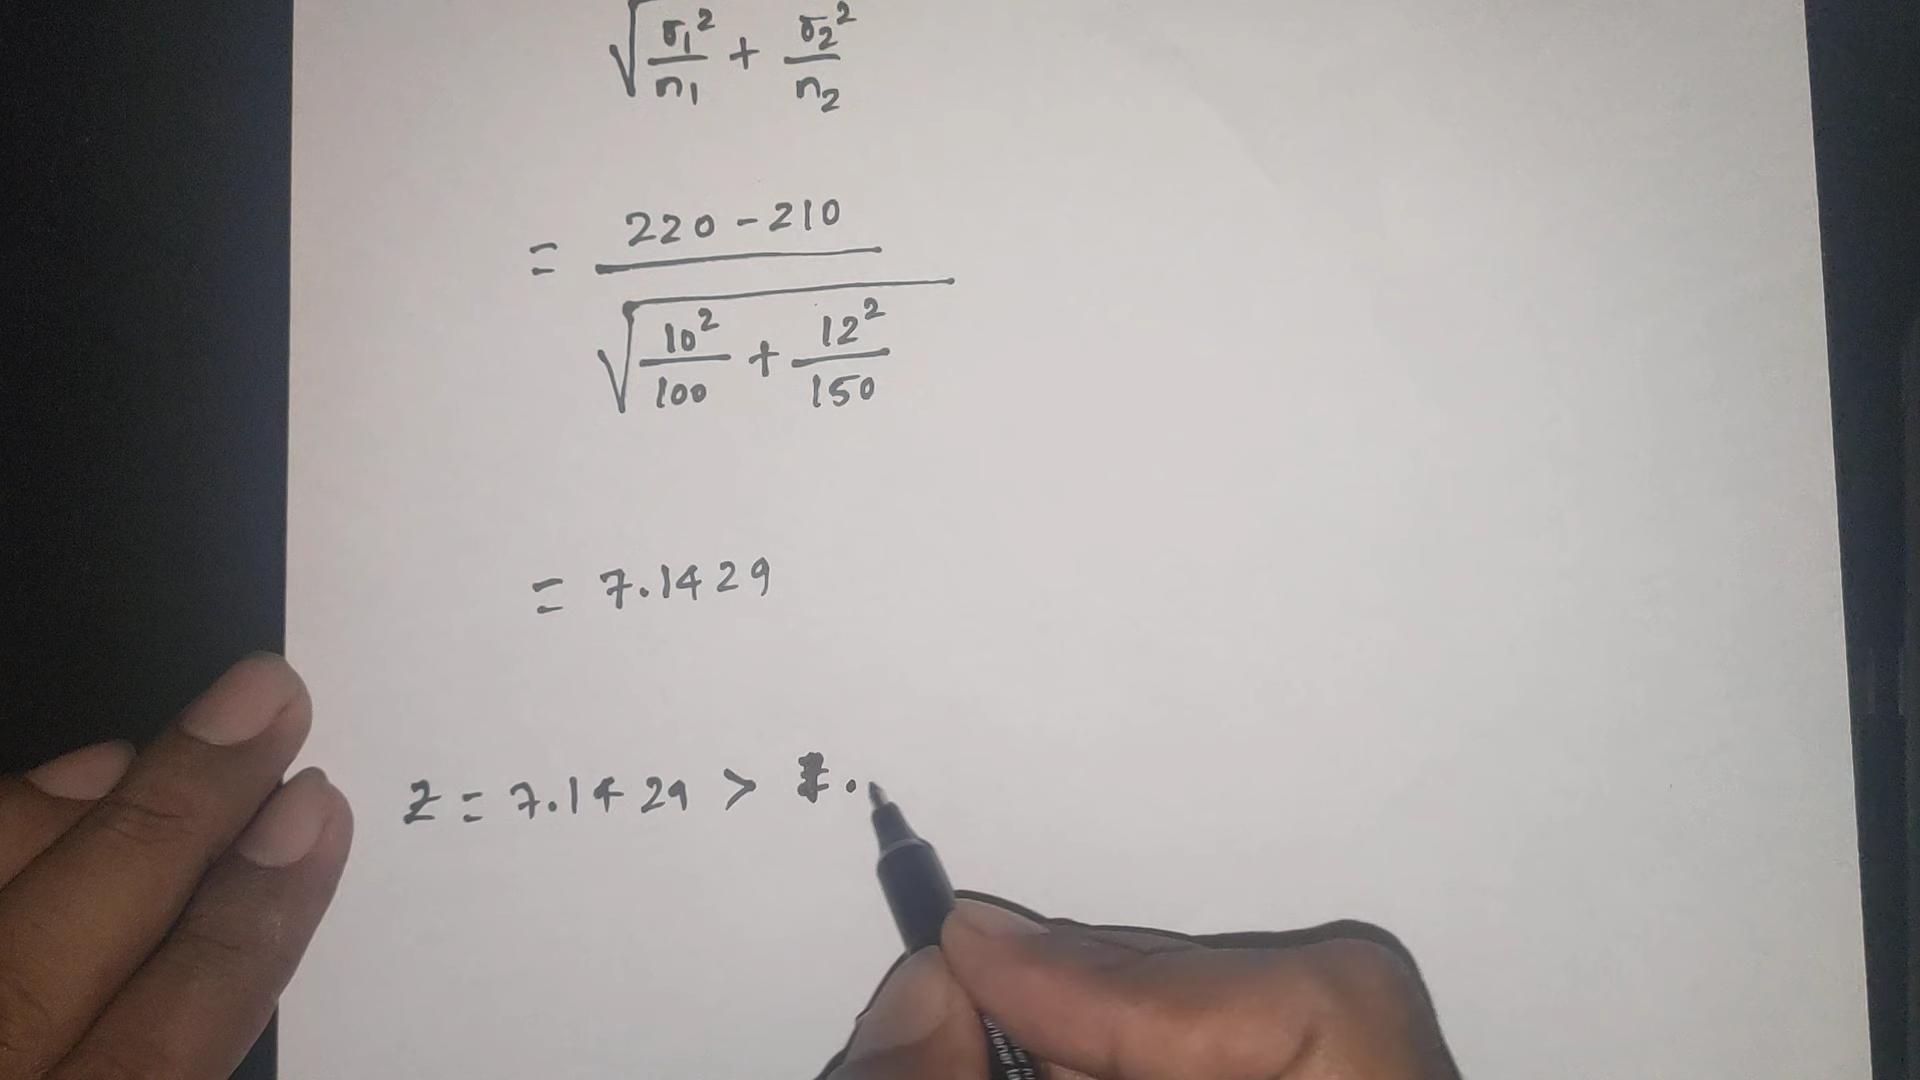 √ σ₁²/n₁ + σ₂²/n₂
= 220 - 210
√ 10²/100 + 12²/150
= 7.1429
z = 7.1429 > .